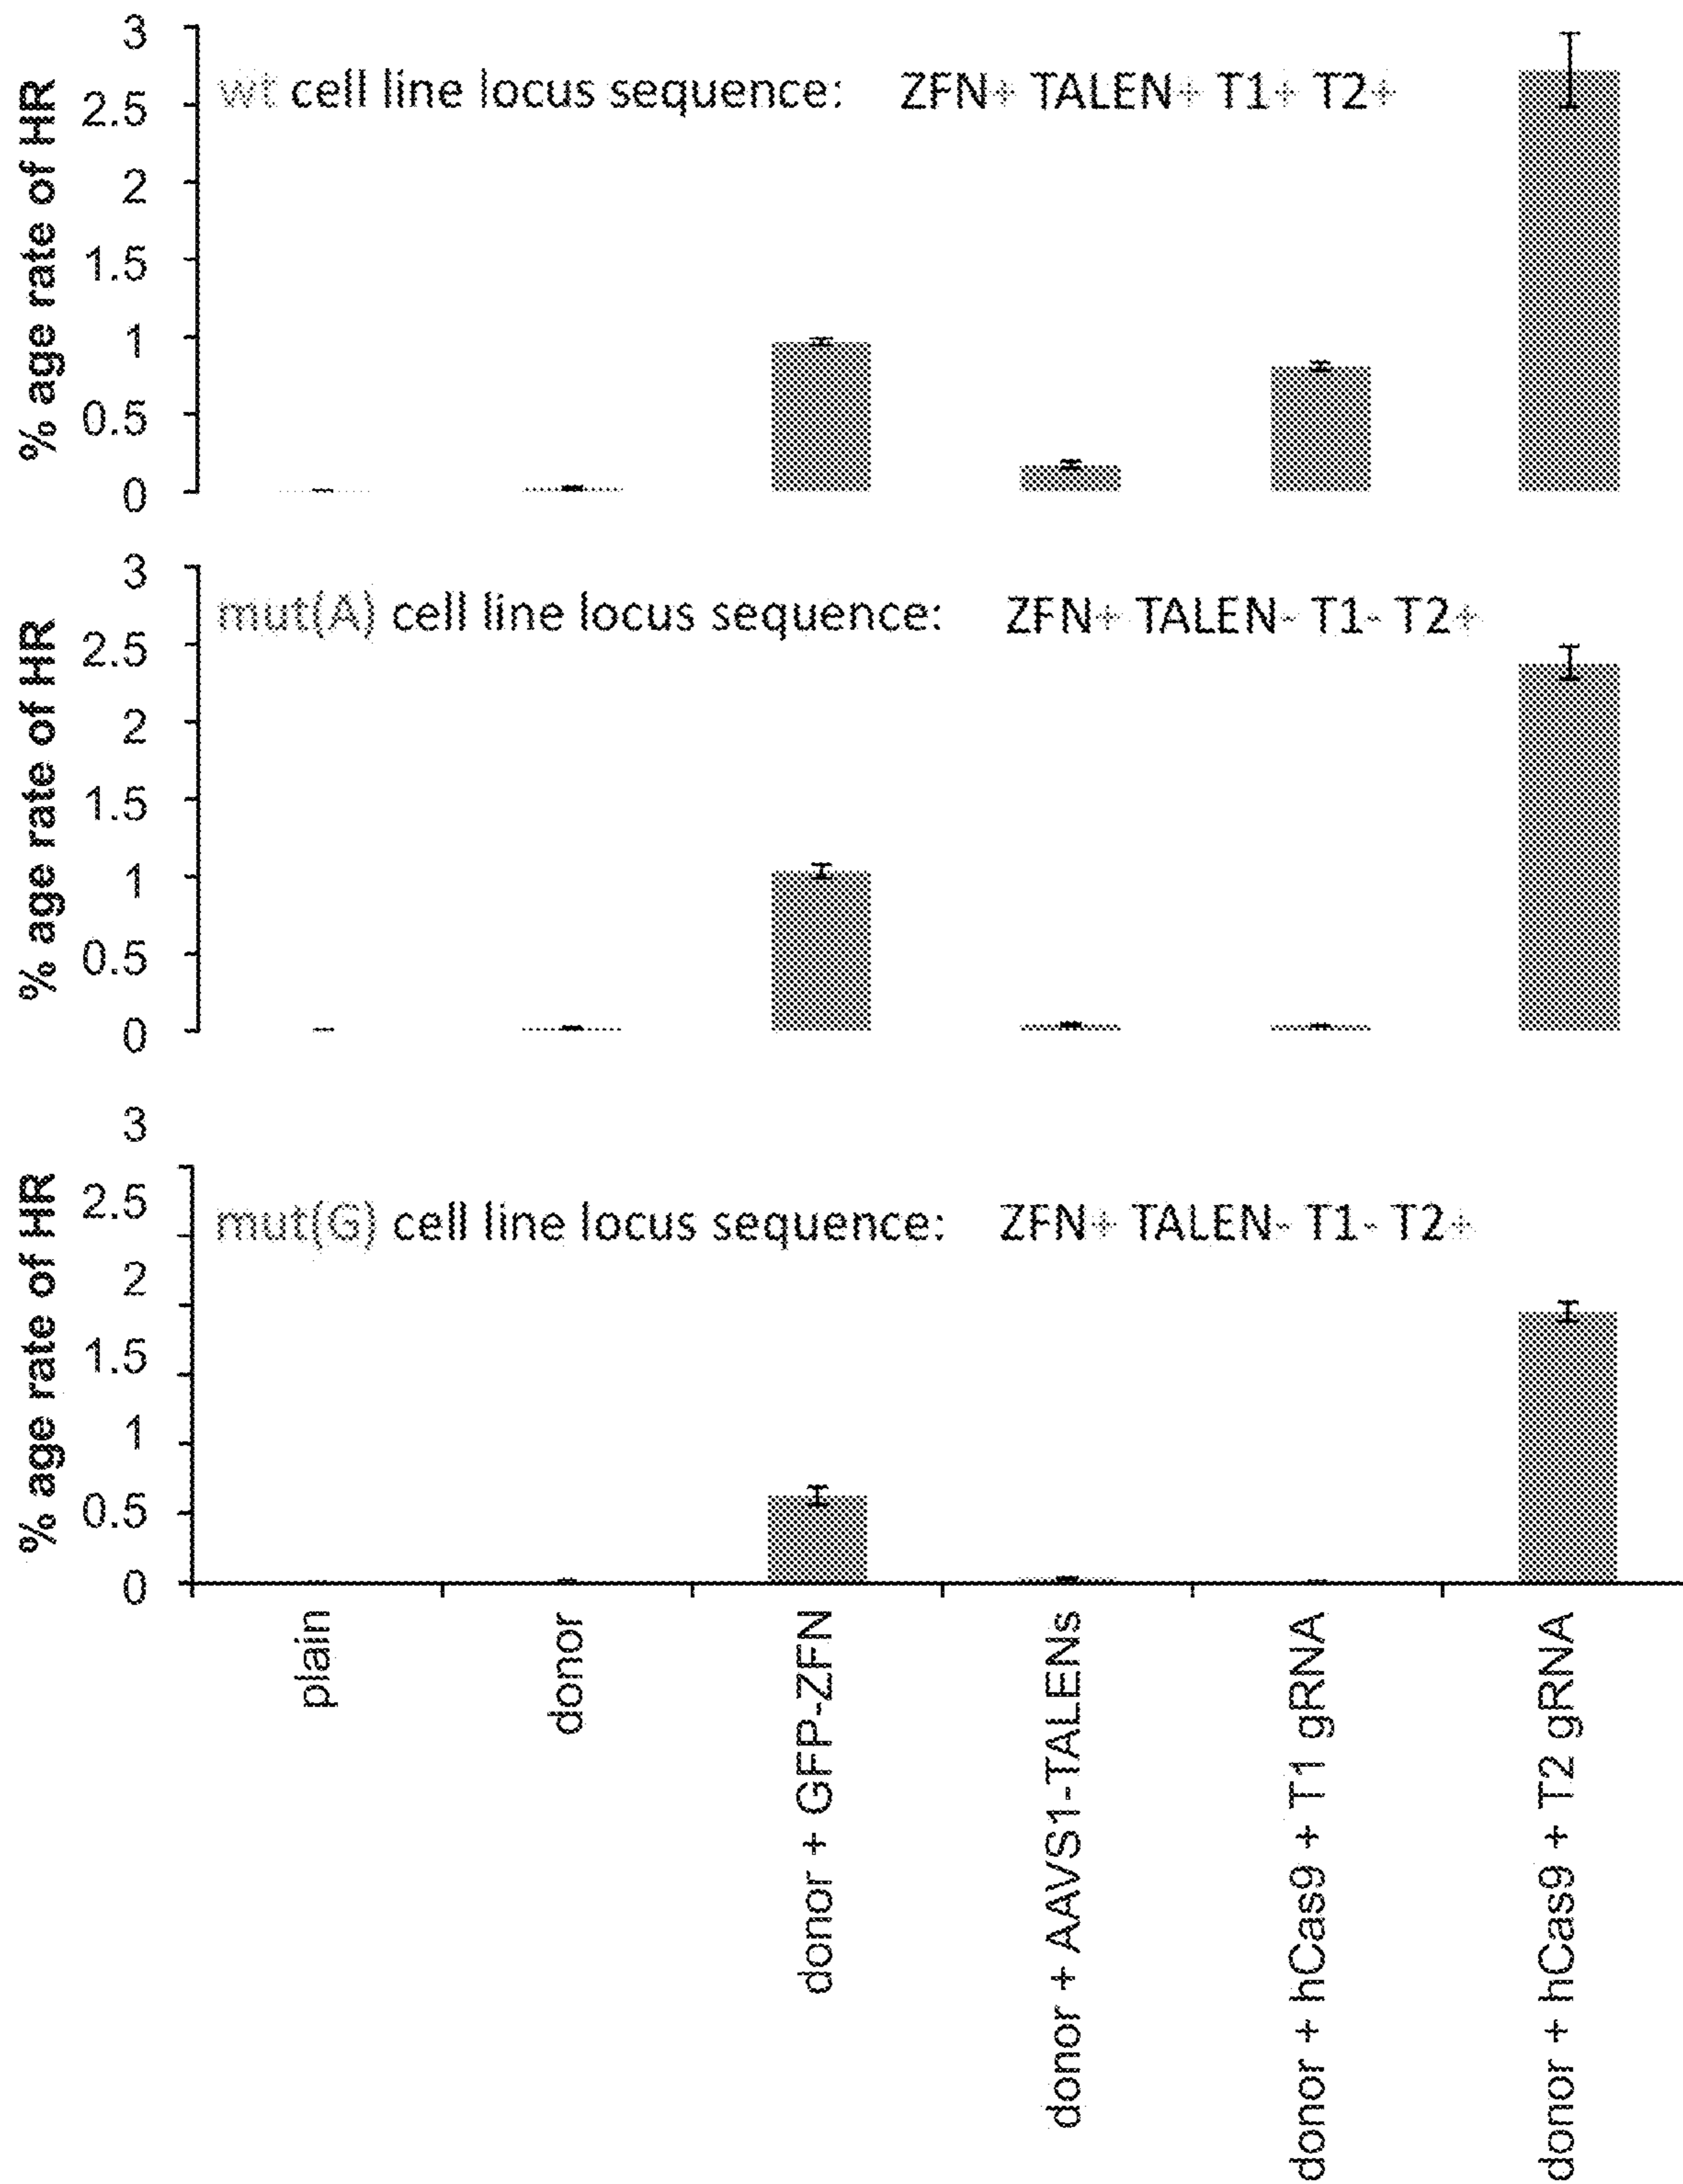 % age rate of HR
3
2.5
2
1.5
1
0.5
0
wt cell line locus sequence: ZFN+ TALEN+ T1+ T2+
% age rate of HR
3
2.5
2
1.5
1
0.5
0
mut(A) cell line locus sequence: ZFN+ TALEN- T1- T2+
% age rate of HR
3
2.5
2
1.5
1
0.5
0
mut(G) cell line locus sequence: ZFN+ TALEN- T1- T2+
plain
donor
donor + GFP-ZFN
donor + AAVS1-TALENs
donor + hCas9 + T1 gRNA
donor + hCas9 + T2 gRNA